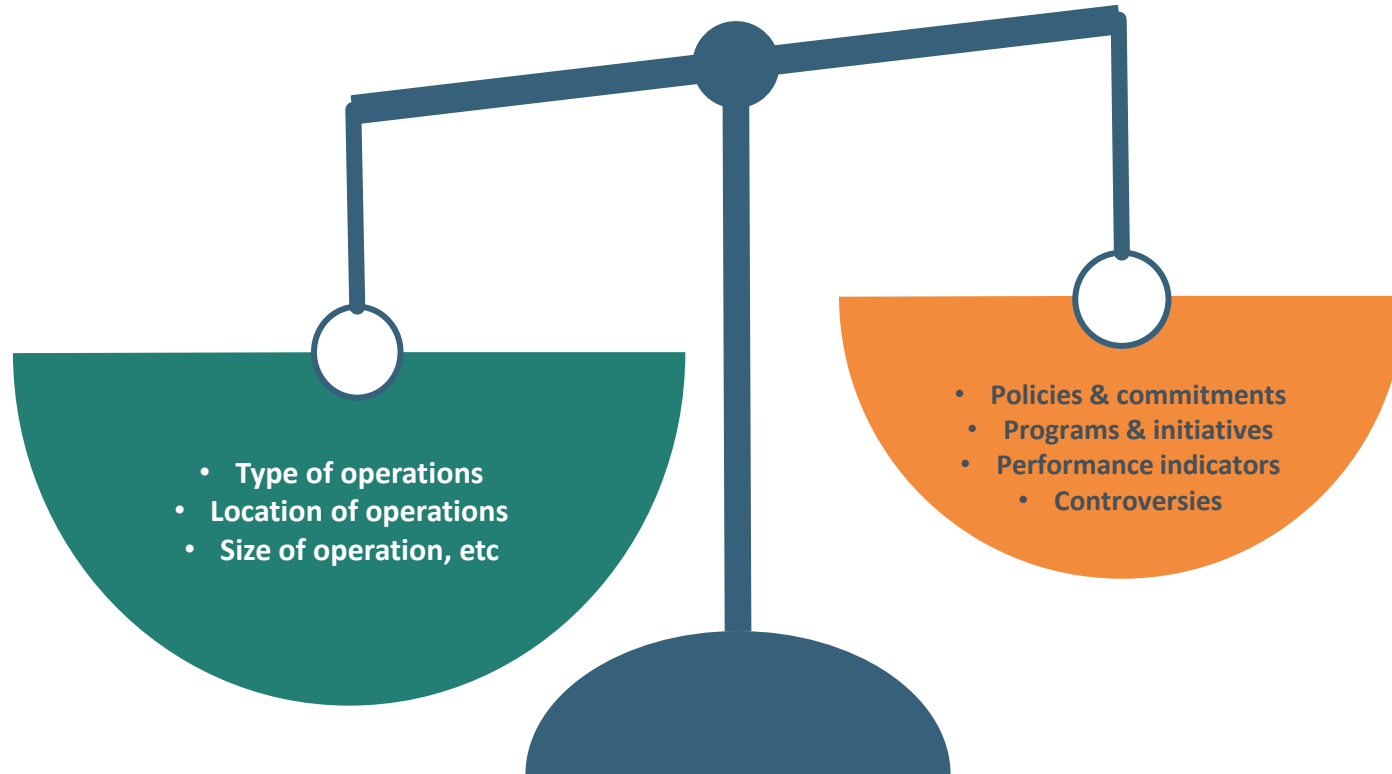 • Type of operations
• Location of operations
• Size of operation, etc
• Policies & commitments
• Programs & initiatives
• Performance indicators
• Controversies